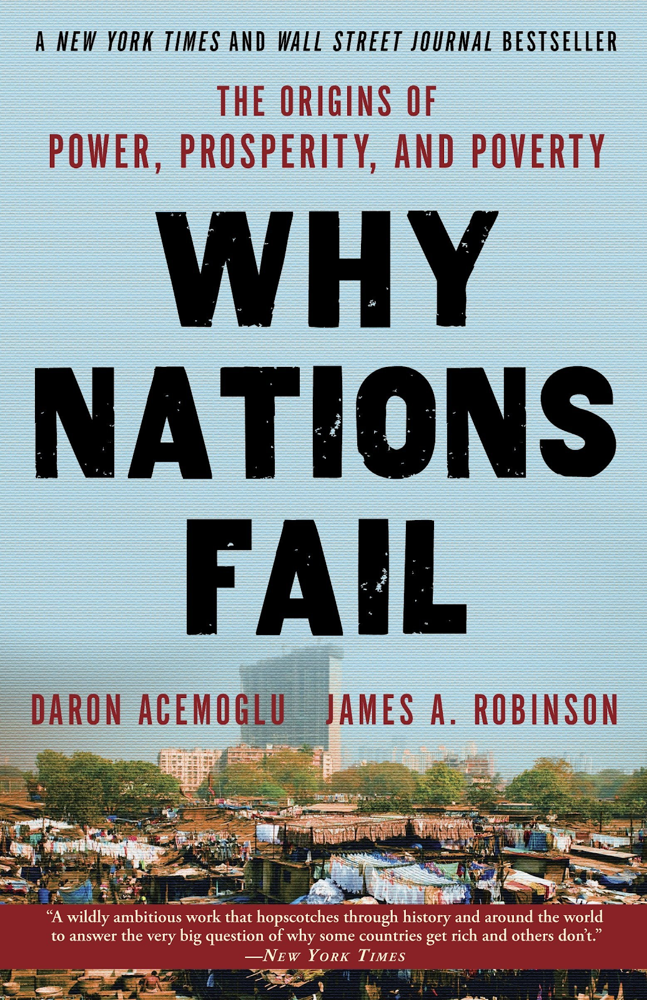 A NEW YORK TIMES AND WALL STREET JOURNAL BESTSELLER
THE ORIGINS OF
POWER, PROSPERITY, AND POVERTY
WHY
NATIONS
FAIL
DARON ACEMOGLU JAMES A. ROBINSON
“A wildly ambitious work that hopscotches through history and around the world
to answer the very big question of why some countries get rich and others don’t.”
—NEW YORK TIMES